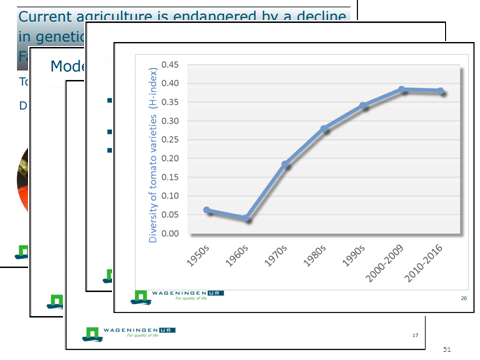 Current agriculture is endangered by a decline
in genetic
Mode
To
D
Diversity of tomato varieties (H-index)
0.45
0.40
0.35
0.30
0.25
0.20
0.15
0.10
0.05
0.00
1950s
1960s
1970s
1980s
1990s
2000-2009
2010-2016
WAGENINGEN UR
For quality of life
20
WAGENINGEN UR
For quality of life
17
51